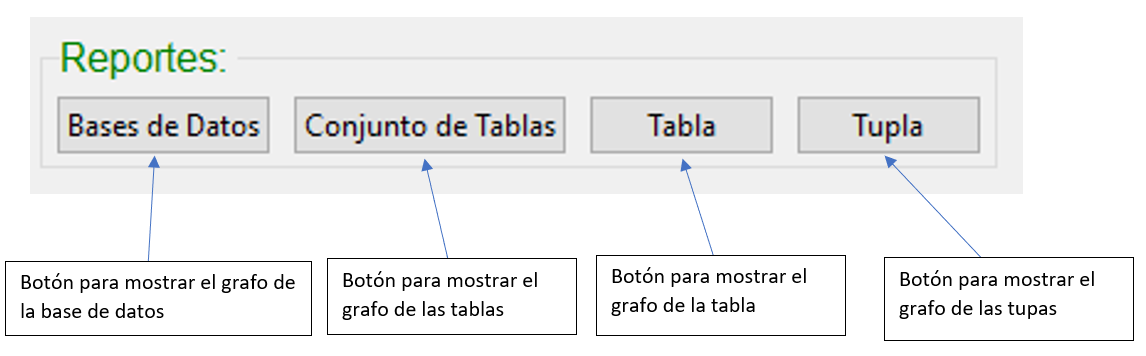 Reportes:
Bases de Datos
Conjunto de Tablas
Tabla
Tupla
Botón para mostrar el grafo de
la base de datos
Botón para mostrar el
grafo de las tablas
Botón para mostrar el
grafo de la tabla
Botón para mostrar el
grafo de las tupas